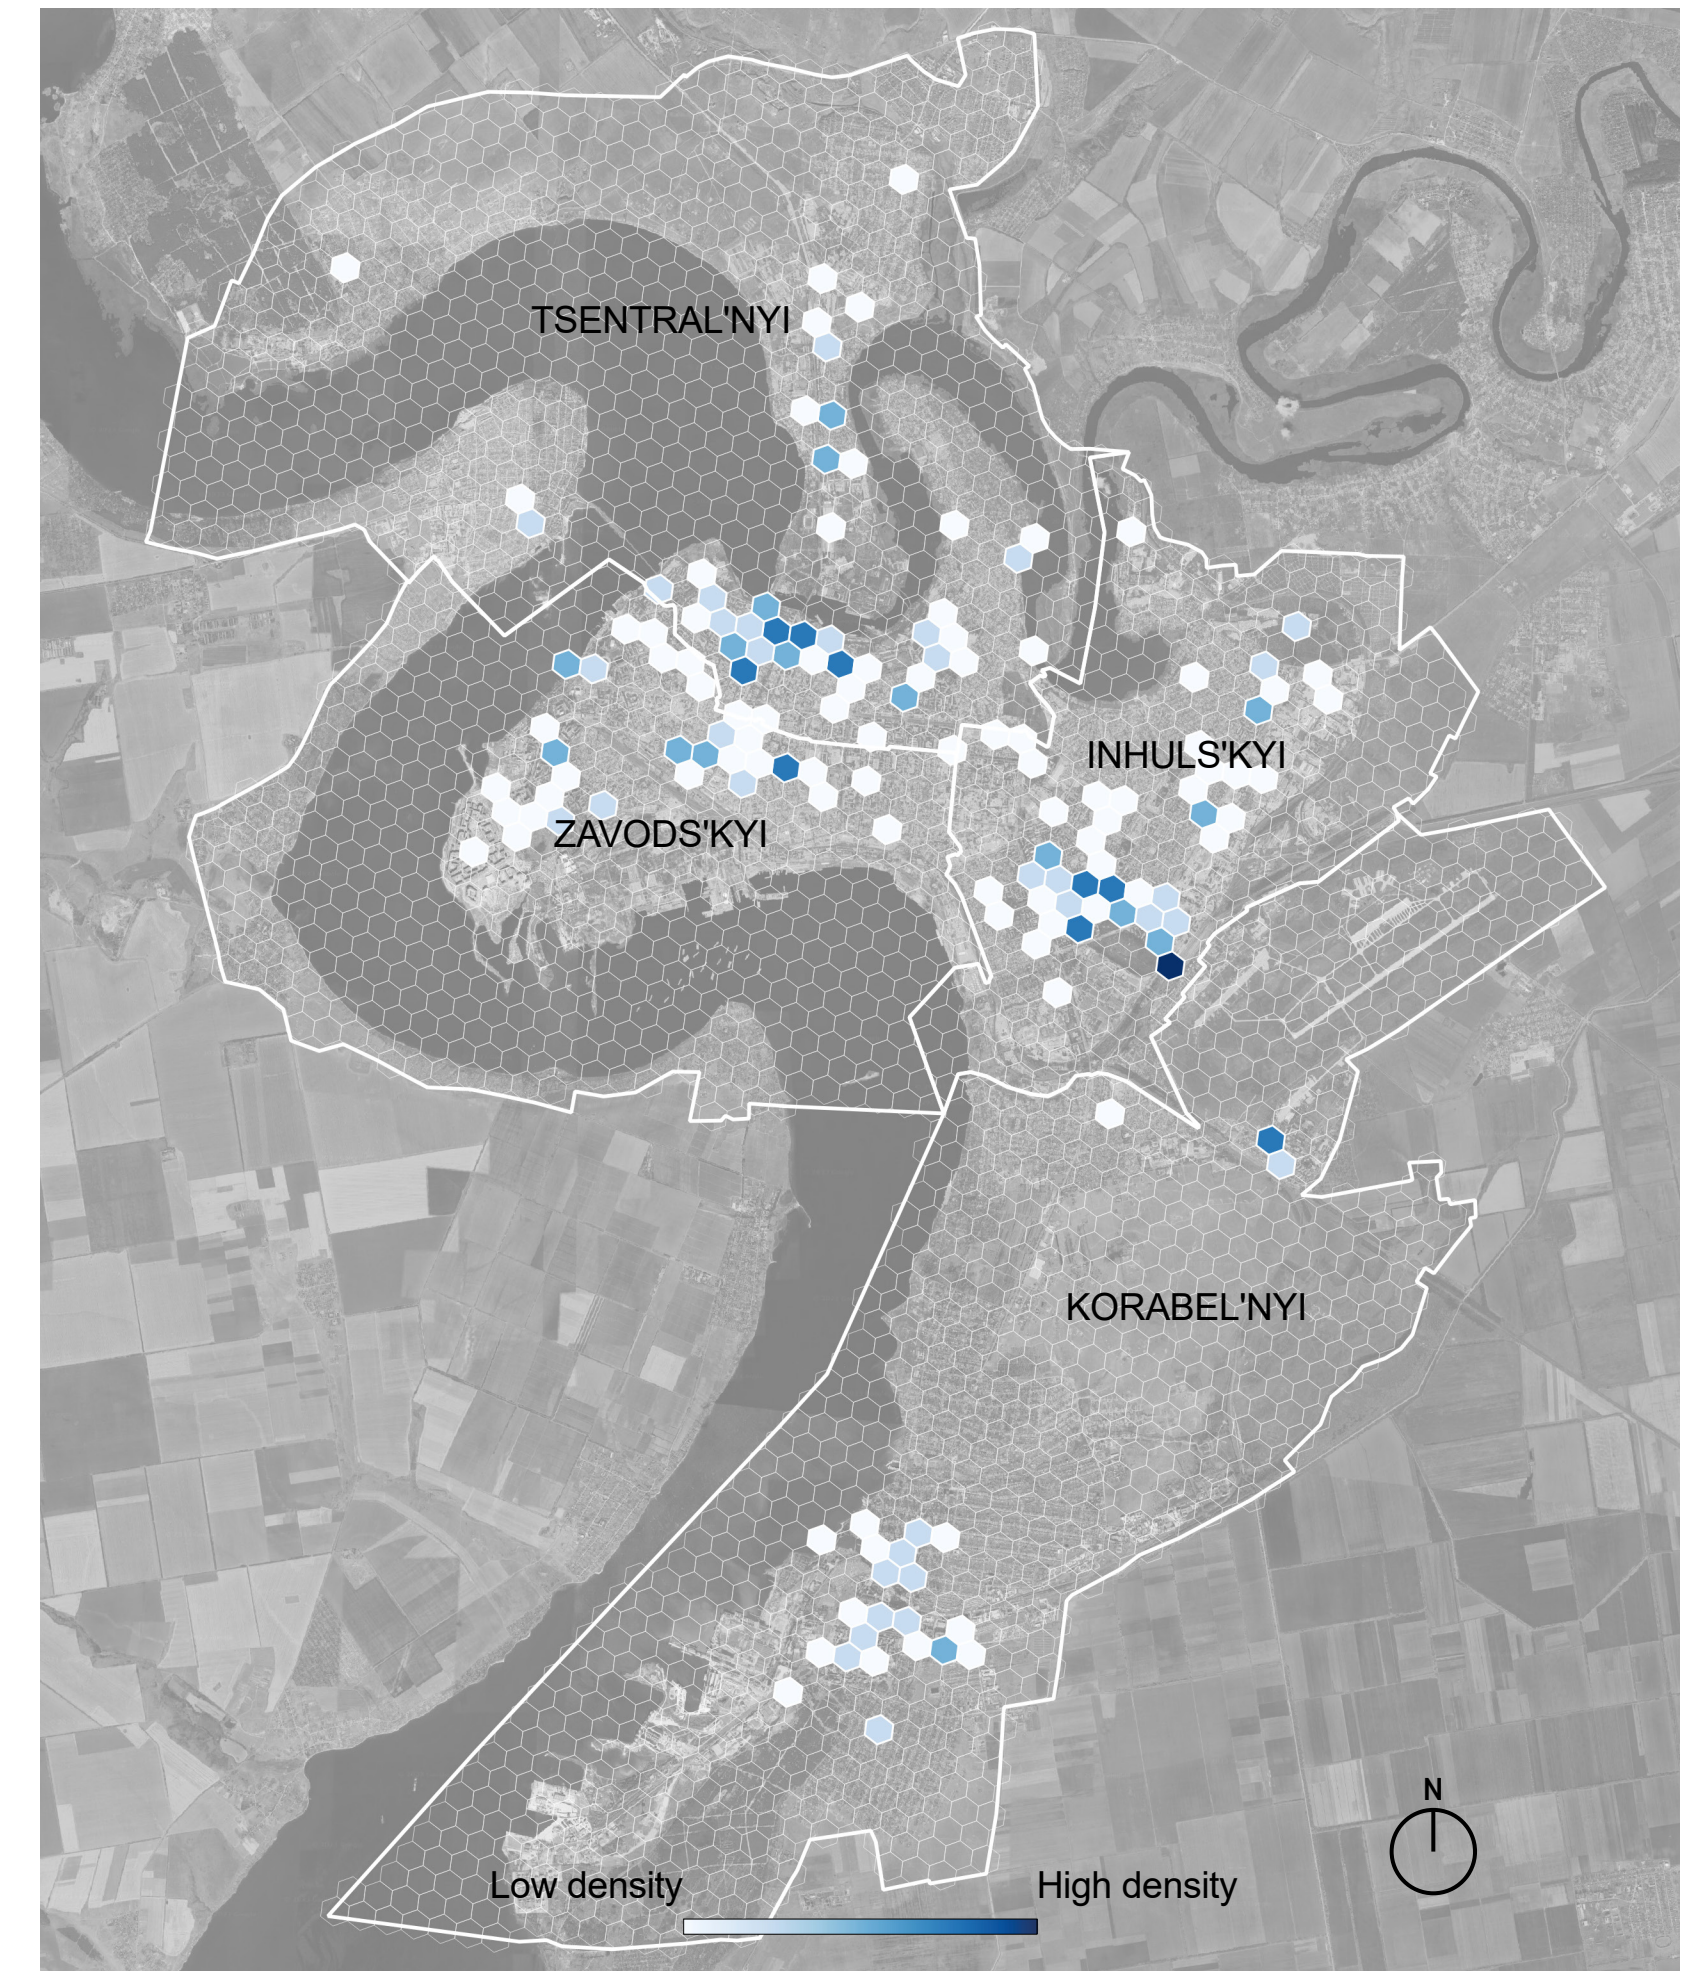 TSENTRAL'NYI
INHULS'KYI
ZAVODS'KYI
KORABEL'NYI
N
Low density
High density